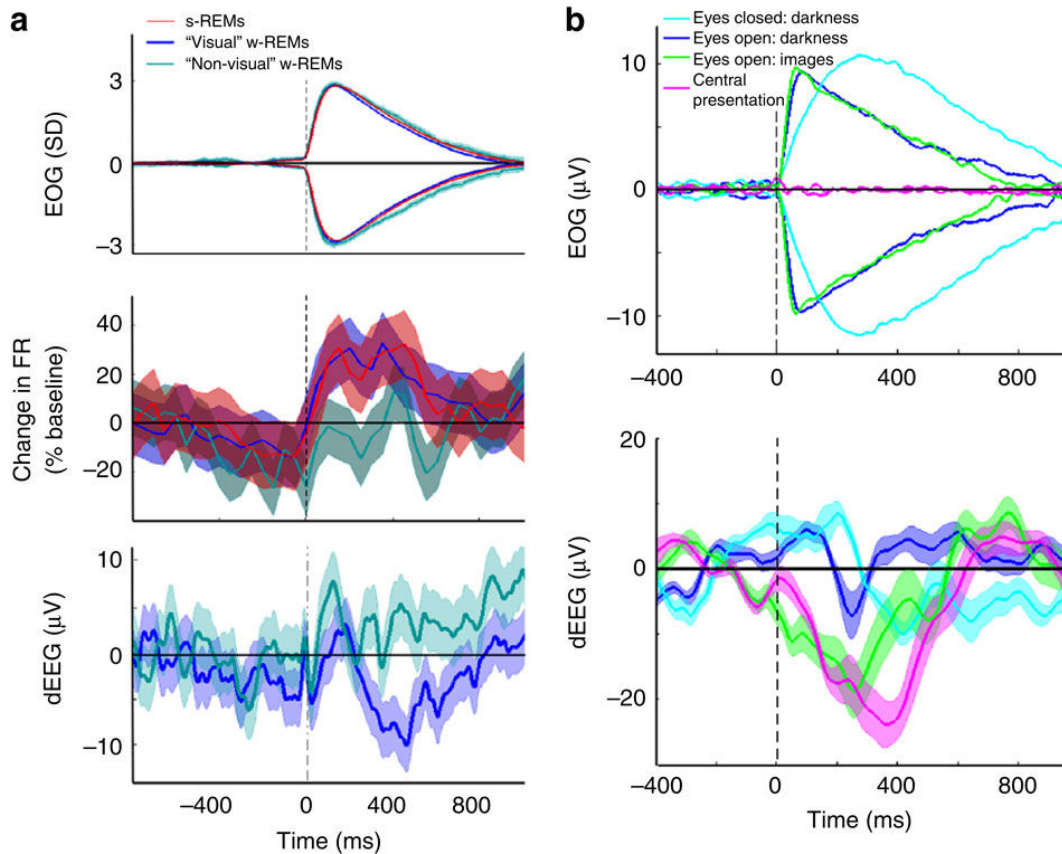 a
s-REMs
“Visual” w-REMs
“Non-visual” w-REMs
EOG (SD)
3
0
–3
Change in FR
(% baseline)
40
20
0
–20
dEEG (µV)
10
0
–10
–400
0
400
800
Time (ms)
b
Eyes closed: darkness
Eyes open: darkness
Eyes open: images
Central
presentation
EOG (µV)
10
0
–10
–400
0
400
800
dEEG (µV)
20
0
–20
–400
0
400
800
Time (ms)